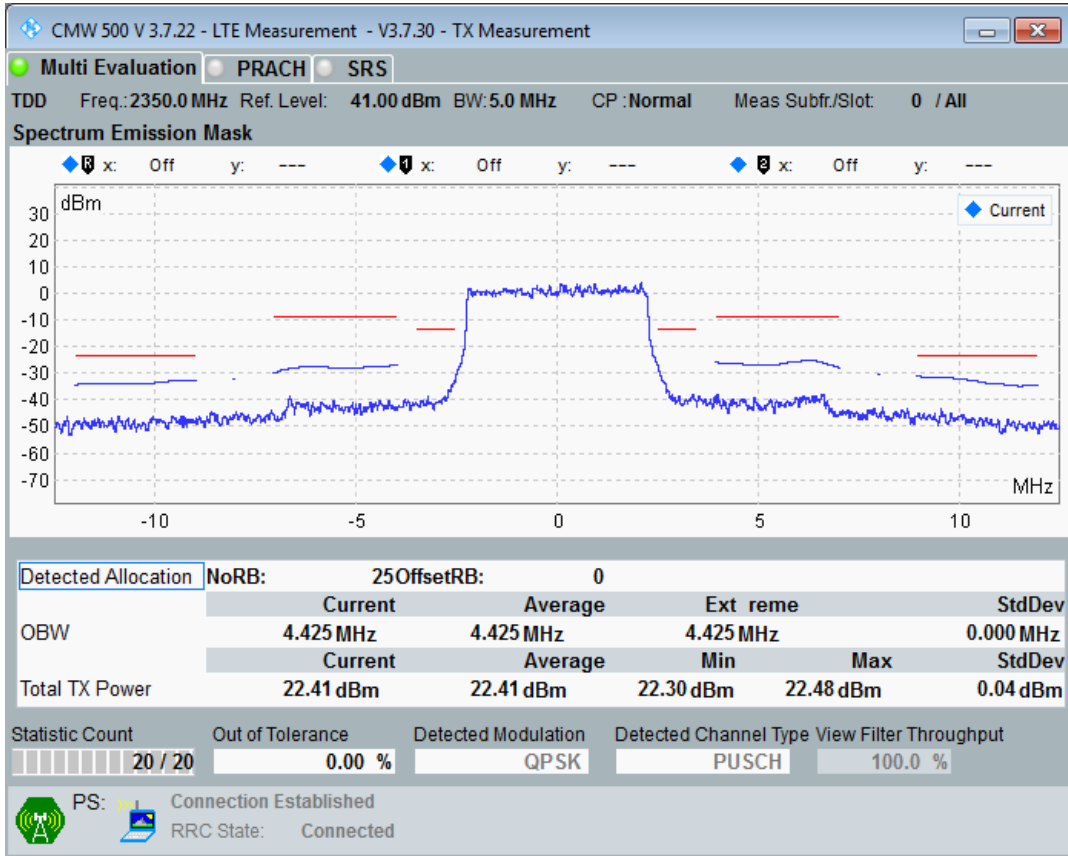 CMW 500 V 3.7.22 - LTE Measurement - V3.7.30 - TX Measurement
Multi Evaluation PRACH SRS
TDD Freq.: 2350.0 MHz Ref. Level: 41.00 dBm BW: 5.0 MHz CP : Normal Meas Subfr./Slot: 0 / All
Spectrum Emission Mask
R x: Off y: --- 1 x: Off y: --- 2 x: Off y: ---
dBm
Current
30
20
10
0
-10
-20
-30
-40
-50
-60
-70
MHz
-10 -5 0 5 10
Detected Allocation NoRB: 25 OffsetRB: 0
Current Average Ext reme StdDev
OBW 4.425 MHz 4.425 MHz 4.425 MHz 0.000 MHz
Current Average Min Max StdDev
Total TX Power 22.41 dBm 22.41 dBm 22.30 dBm 22.48 dBm 0.04 dBm
Statistic Count Out of Tolerance Detected Modulation Detected Channel Type View Filter Throughput
20 / 20 0.00 % QPSK PUSCH 100.0 %
PS: Connection Established
RRC State: Connected